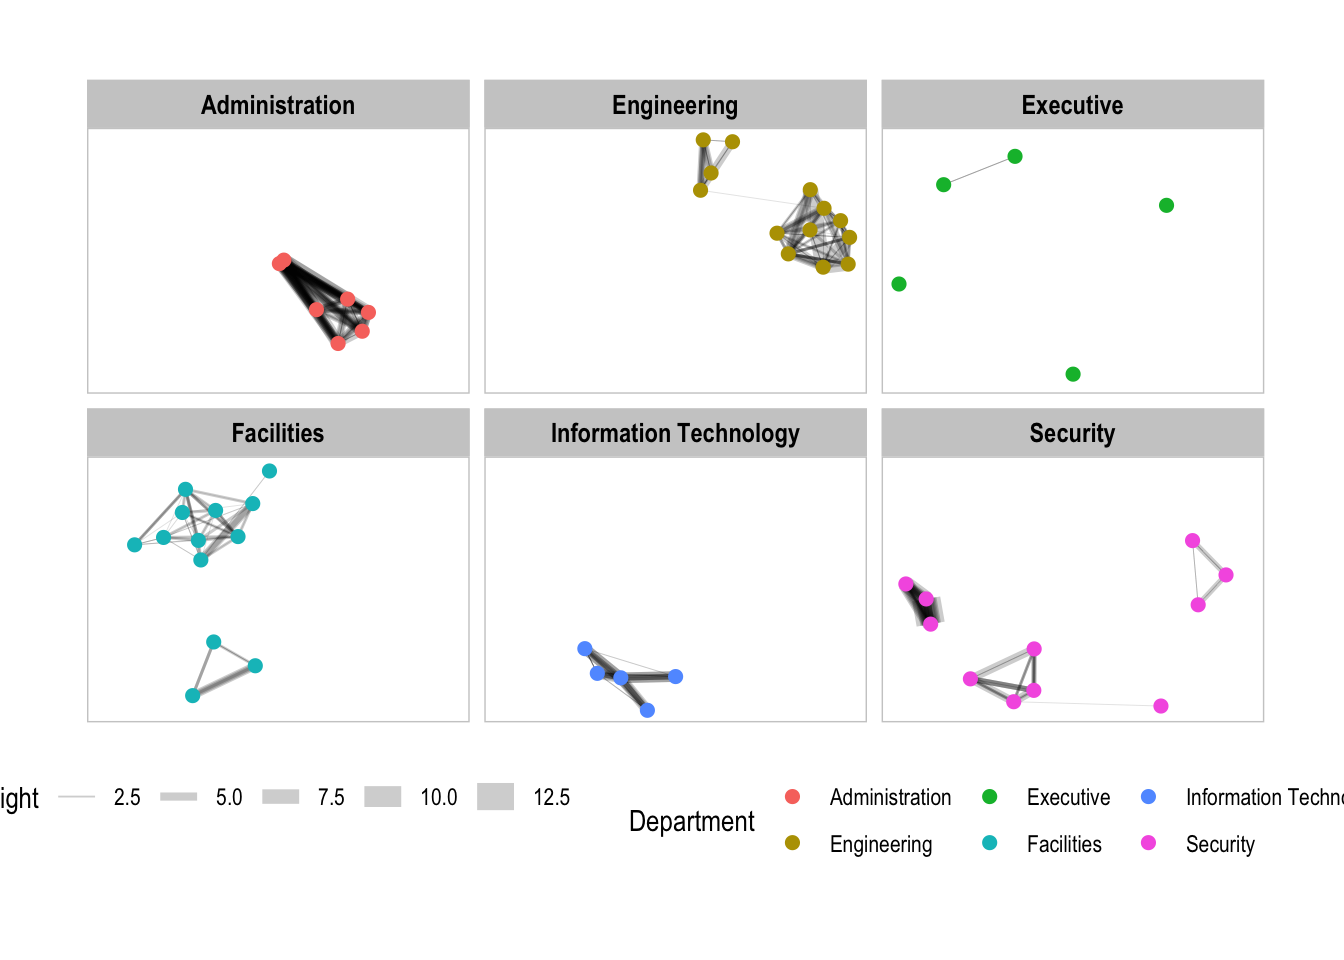 Administration
Engineering
Executive
Facilities
Information Technology
Security
ight 2.5 5.0 7.5 10.0 12.5
Department
Administration Executive Information Techno
Engineering Facilities Security